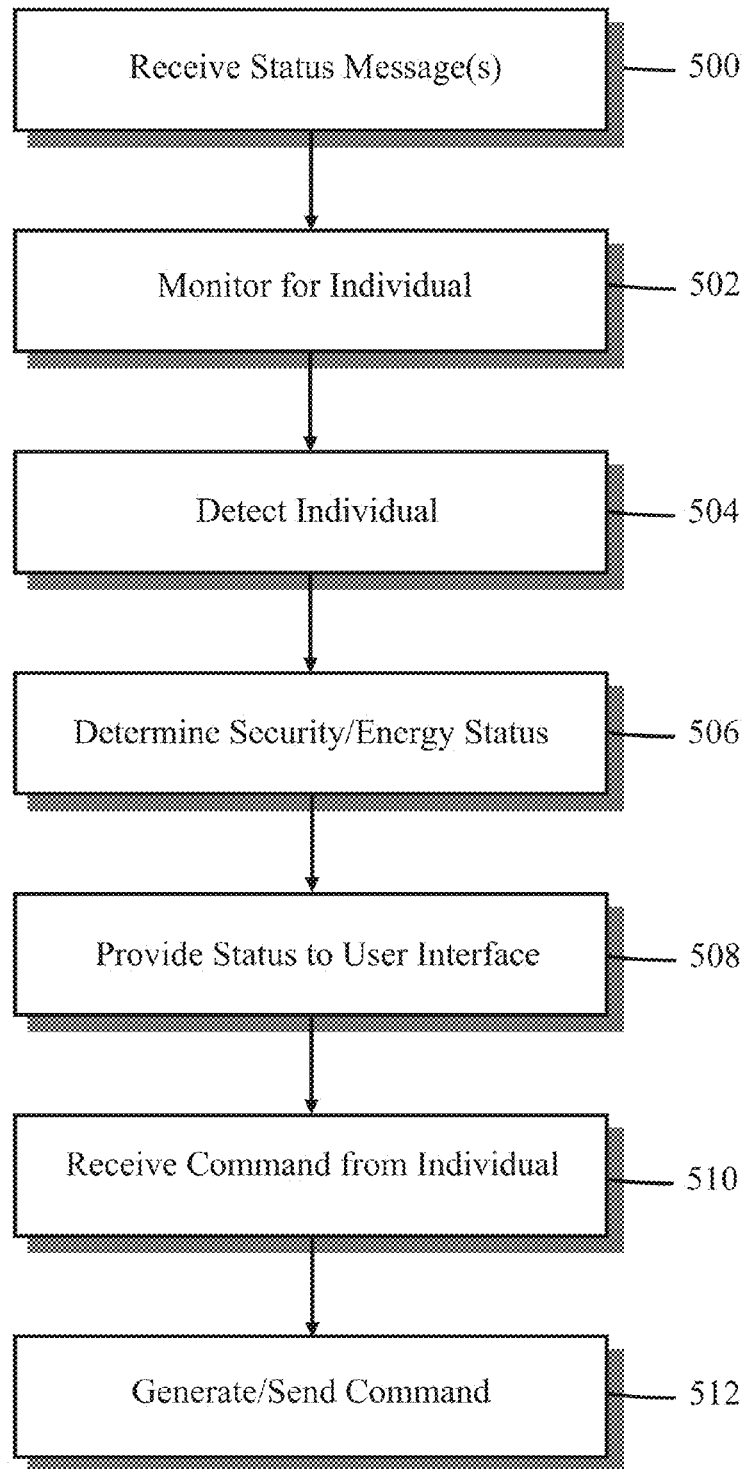 Receive Status Message(s) 500
Monitor for Individual 502
Detect Individual 504
Determine Security/Energy Status 506
Provide Status to User Interface 508
Receive Command from Individual 510
Generate/Send Command 512